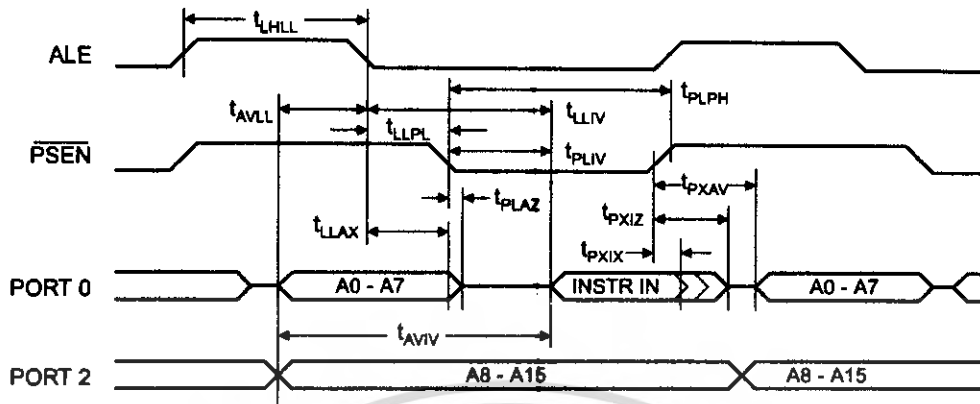 tLHLL
ALE
tPLPH
tAVLL
tLLIV
tLLPL
PSEN
tPLIV
tPXAV
tPLAZ
tLLAX
tPXIZ
tPXIX
PORT 0
A0 - A7
INSTR IN
A0 - A7
tAVIV
PORT 2
A8 - A15
A8 - A15